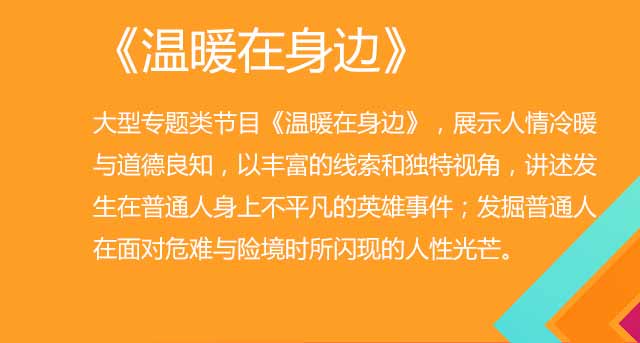 《温暖在身边》
大型专题类节目《温暖在身边》，展示人情冷暖
与道德良知，以丰富的线索和独特视角，讲述发
生在普通人身上不平凡的英雄事件；发掘普通人
在面对危难与险境时所闪现的人性光芒。